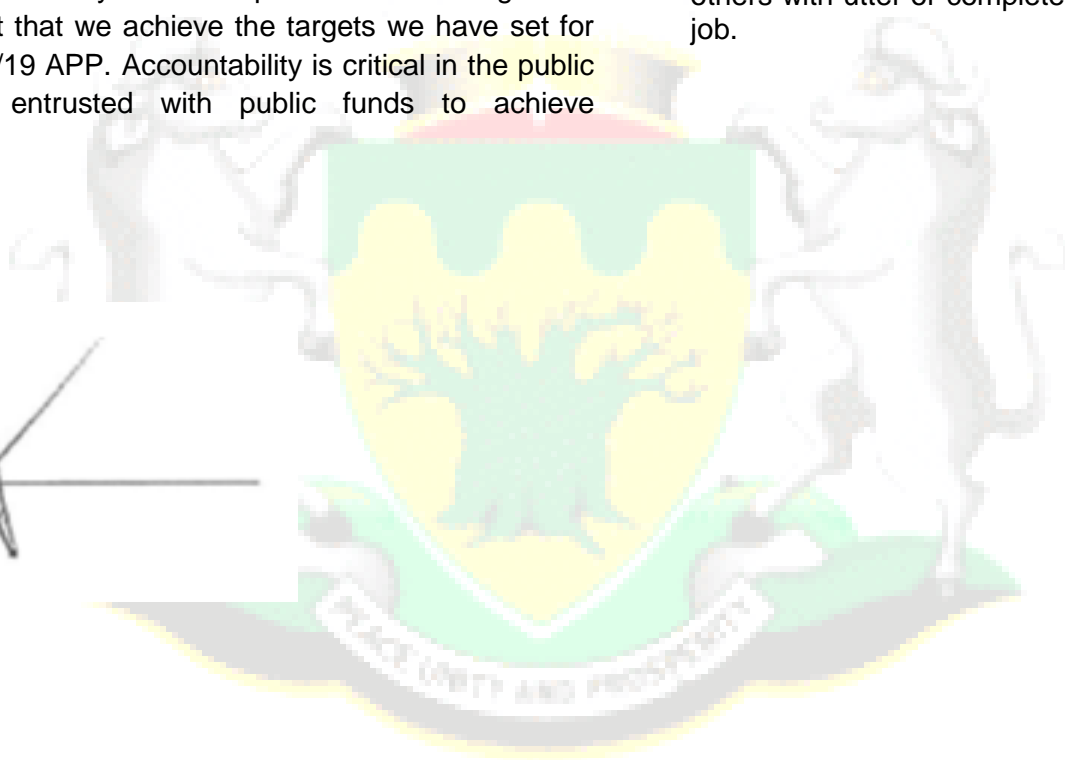 t that we achieve the targets we have set for
/19 APP. Accountability is critical in the public
entrusted with public funds to achieve
others with utter or complete
job.
PEACE UNITY AND PROSPERITY